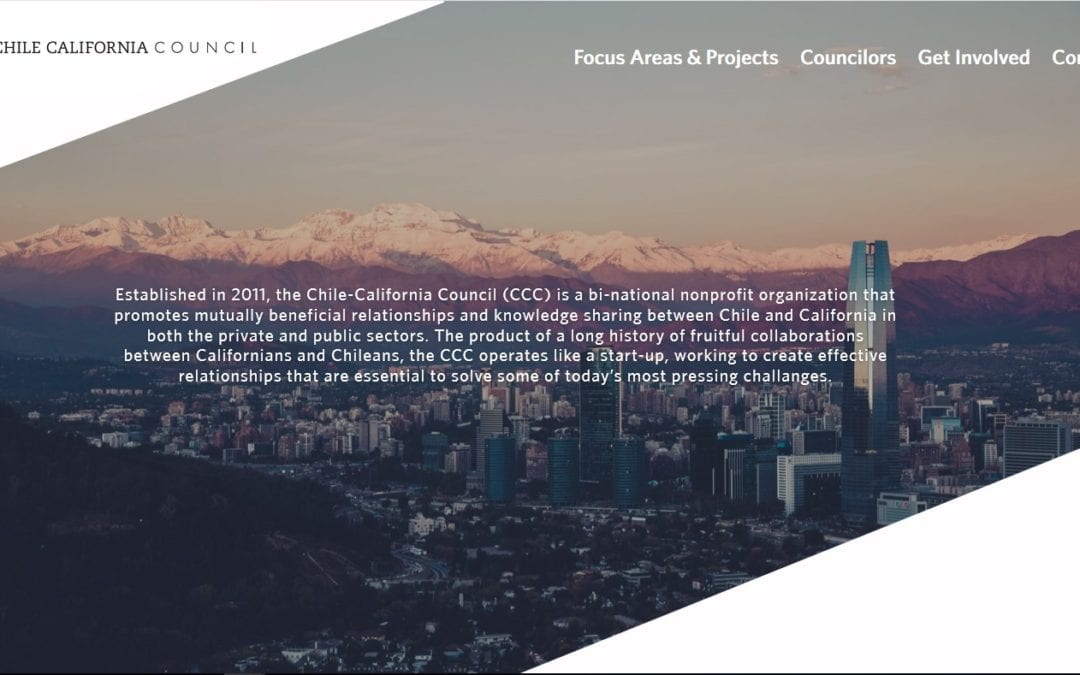 CHILE CALIFORNIA COUNCIL
Focus Areas & Projects Councilors Get Involved Con
Established in 2011, the Chile-California Council (CCC) is a bi-national nonprofit organization that
promotes mutually beneficial relationships and knowledge sharing between Chile and California in
both the private and public sectors. The product of a long history of fruitful collaborations
between Californians and Chileans, the CCC operates like a start-up, working to create effective
relationships that are essential to solve some of today's most pressing challanges.